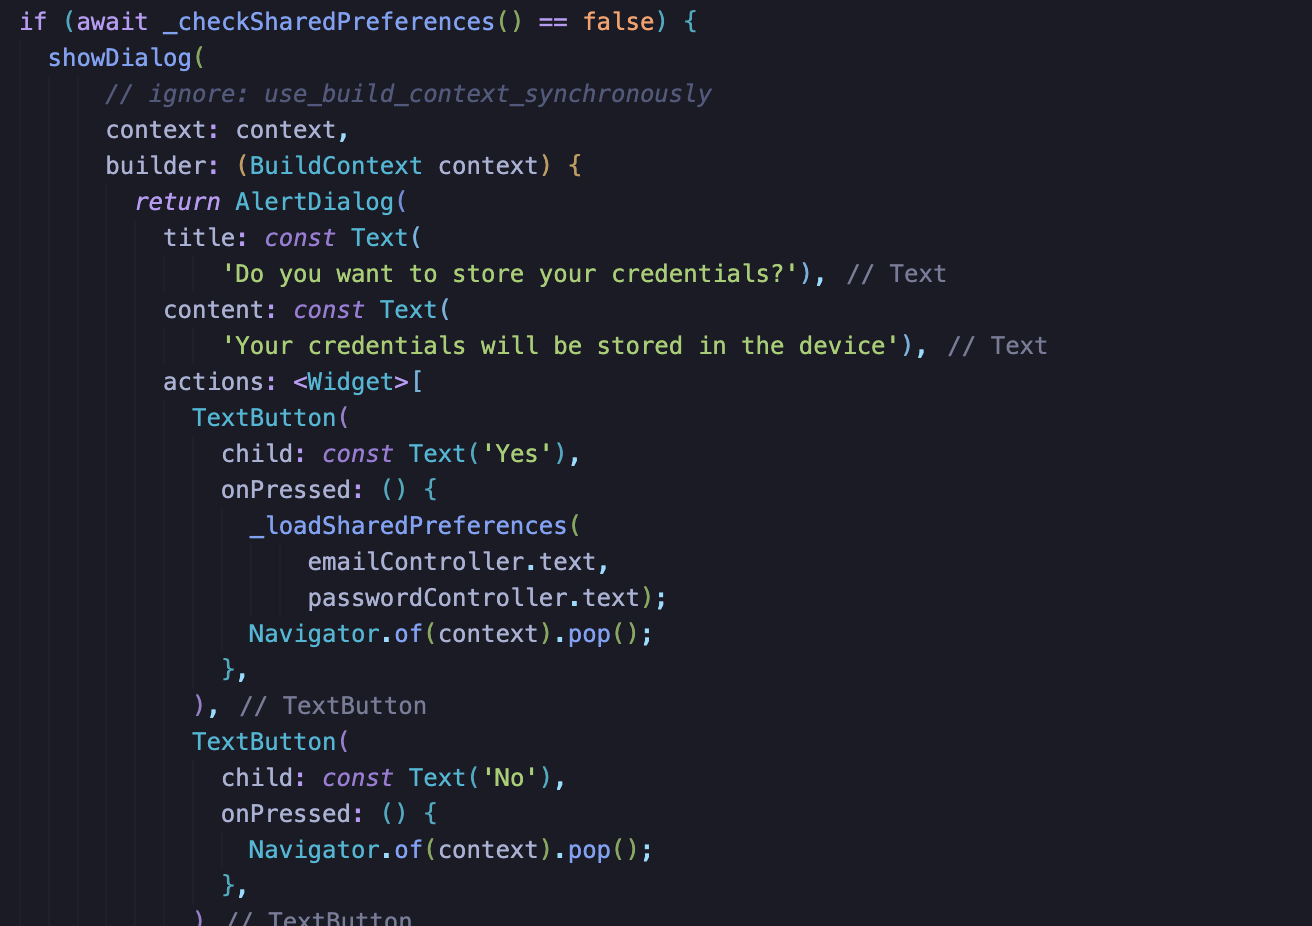 if (await _checkSharedPreferences() == false) {
showDialog(
// ignore: use_build_context_synchronously
context: context,
builder: (BuildContext context) {
return AlertDialog(
title: const Text(
'Do you want to store your credentials?'), // Text
content: const Text(
'Your credentials will be stored in the device'), // Text
actions: <Widget>[
TextButton(
child: const Text('Yes'),
onPressed: () {
_loadSharedPreferences(
emailController.text,
passwordController.text);
Navigator.of(context).pop();
},
), // TextButton
TextButton(
child: const Text('No'),
onPressed: () {
Navigator.of(context).pop();
},
) // TextButton